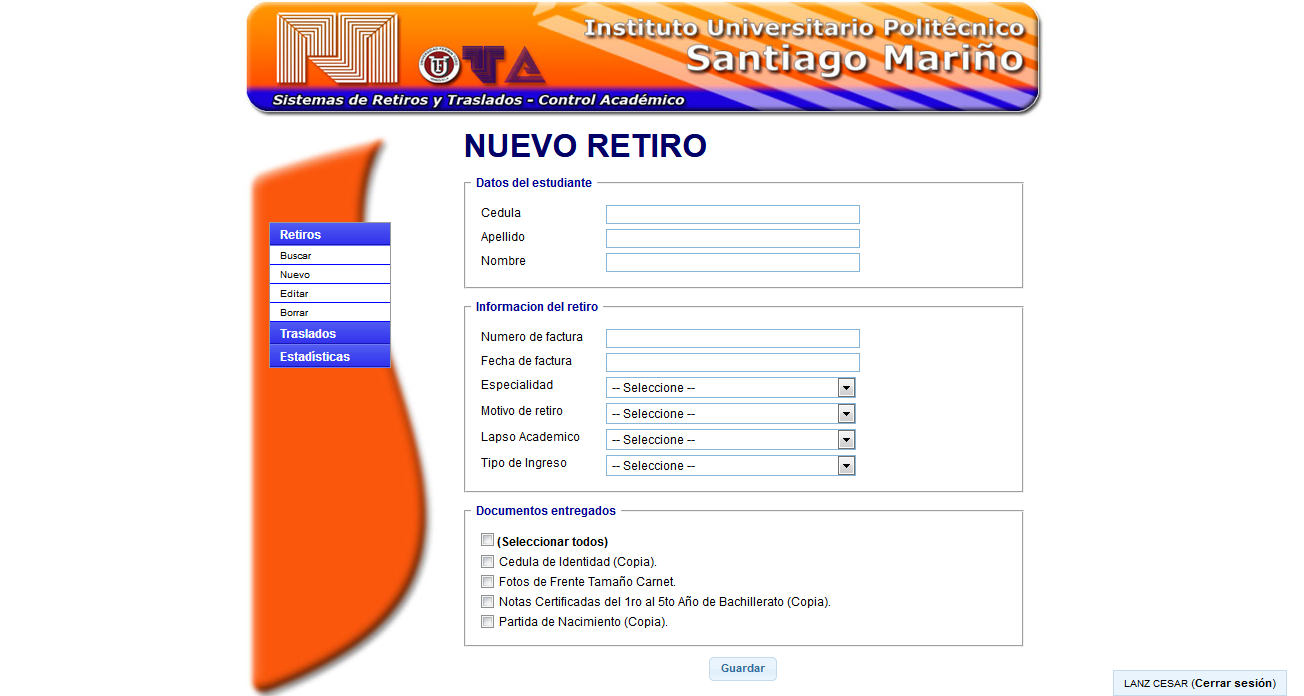 Instituto Universitario Politécnico
Santiago Mariño
Sistemas de Retiros y Traslados - Control Académico
Retiros
Buscar
Nuevo
Editar
Borrar
Traslados
Estadísticas
NUEVO RETIRO
Datos del estudiante
Cedula
Apellido
Nombre
Informacion del retiro
Numero de factura
Fecha de factura
Especialidad -- Seleccione --
Motivo de retiro -- Seleccione --
Lapso Academico -- Seleccione --
Tipo de Ingreso -- Seleccione --
Documentos entregados
(Seleccionar todos)
Cedula de Identidad (Copia).
Fotos de Frente Tamaño Carnet.
Notas Certificadas del 1ro al 5to Año de Bachillerato (Copia).
Partida de Nacimiento (Copia).
Guardar
LANZ CESAR (Cerrar sesión)